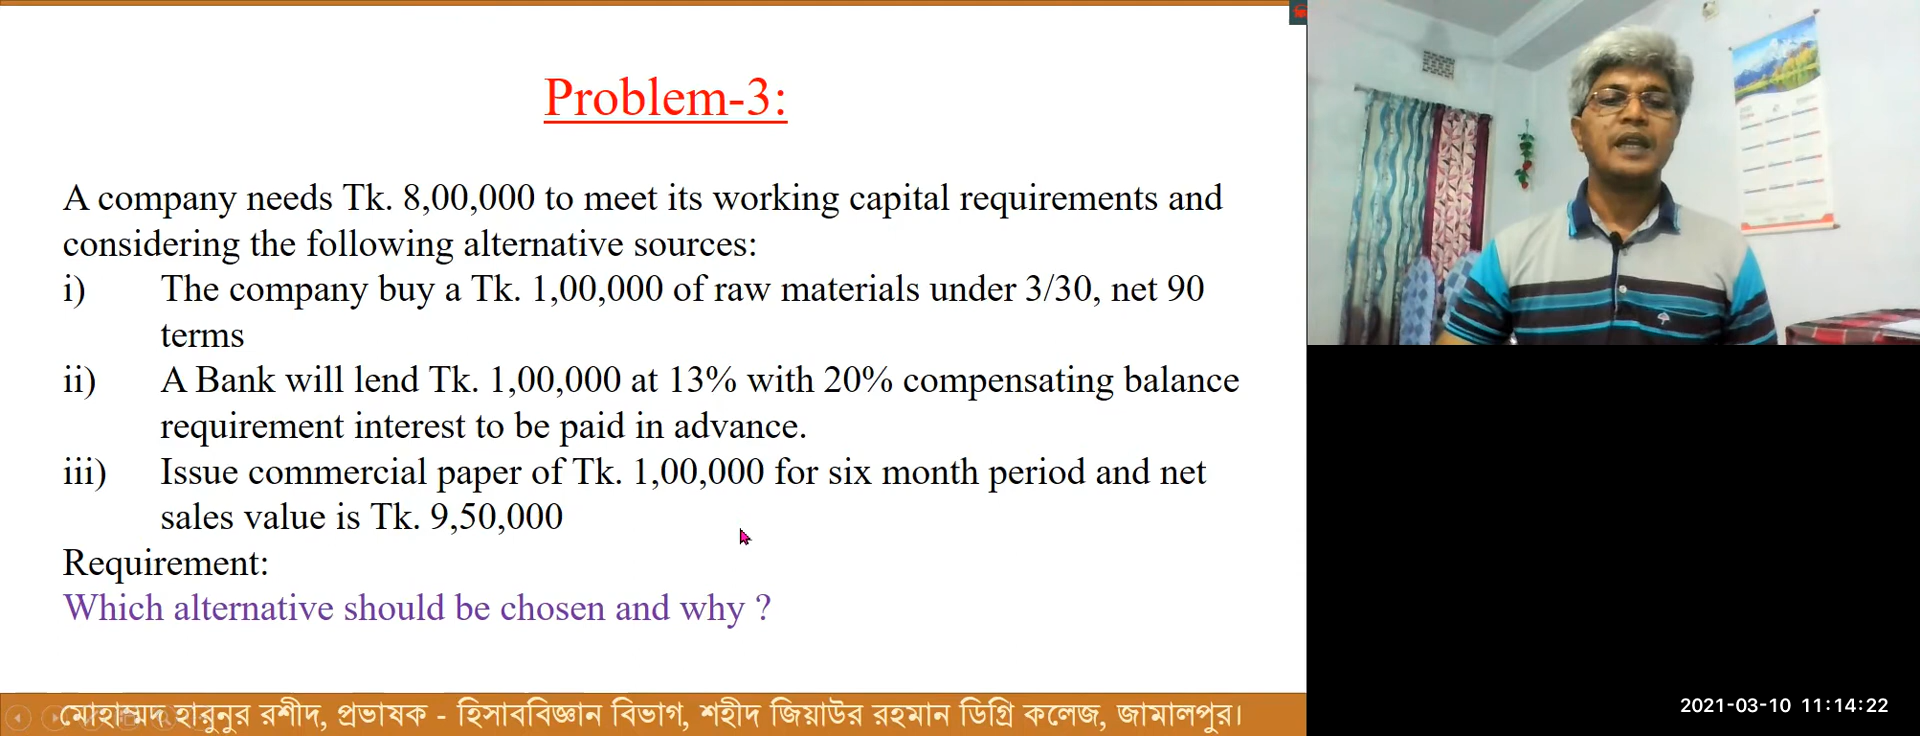 Problem-3:
A company needs Tk. 8,00,000 to meet its working capital requirements and
considering the following alternative sources:
i) The company buy a Tk. 1,00,000 of raw materials under 3/30, net 90
terms
ii) A Bank will lend Tk. 1,00,000 at 13% with 20% compensating balance
requirement interest to be paid in advance.
iii) Issue commercial paper of Tk. 1,00,000 for six month period and net
sales value is Tk. 9,50,000
Requirement:
Which alternative should be chosen and why ?
মোহাম্মদ হারুনুর রশীদ, প্রভাষক - হিসাববিজ্ঞান বিভাগ, শহীদ জিয়াউর রহমান ডিগ্রি কলেজ, জামালপুর।
2021-03-10 11:14:22